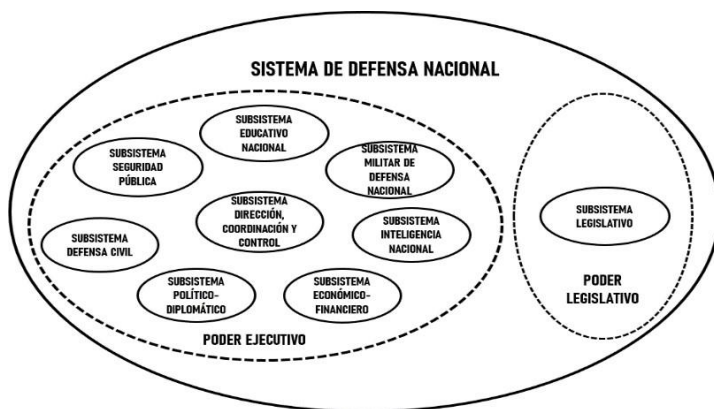 SISTEMA DE DEFENSA NACIONAL
SUBSISTEMA
EDUCATIVO
NACIONAL
SUBSISTEMA
SEGURIDAD
PÚBLICA
SUBSISTEMA
MILITAR DE
DEFENSA
NACIONAL
SUBSISTEMA
DIRECCIÓN,
COORDINACIÓN Y
CONTROL
SUBSISTEMA
INTELIGENCIA
NACIONAL
SUBSISTEMA
DEFENSA CIVIL
SUBSISTEMA
POLÍTICO-
DIPLOMÁTICO
SUBSISTEMA
ECONÓMICO-
FINANCIERO
PODER EJECUTIVO
SUBSISTEMA
LEGISLATIVO
PODER
LEGISLATIVO